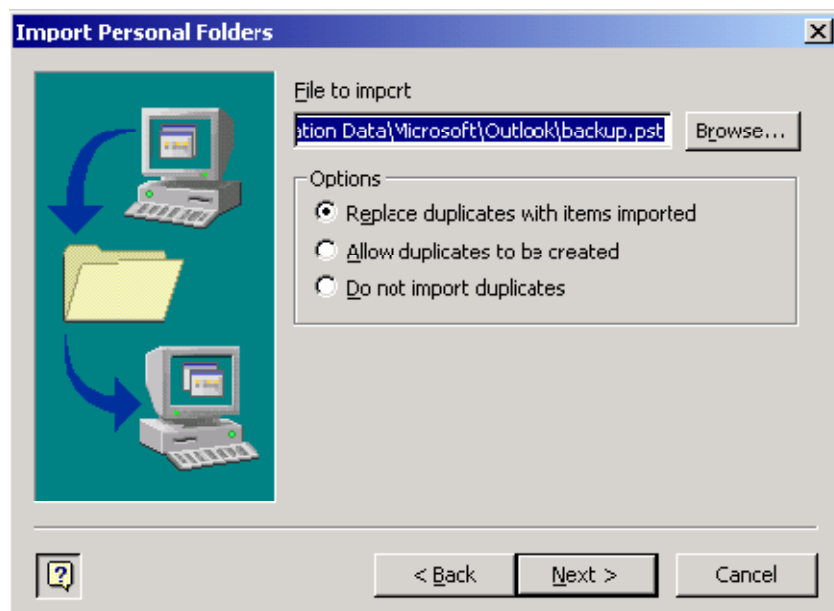 Import Personal Folders
File to import
ation Data\Microsoft\Outlook\backup.pst
Browse...
Options
Replace duplicates with items imported
Allow duplicates to be created
Do not import duplicates
?
< Back
Next >
Cancel